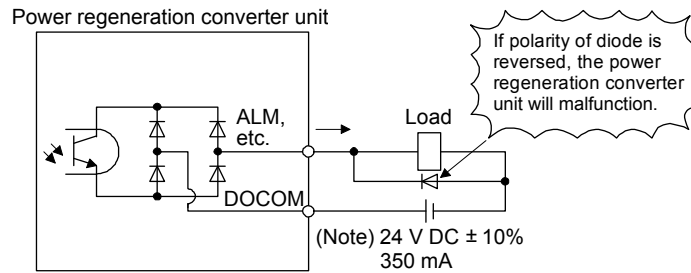 Power regeneration converter unit
If polarity of diode is
reversed, the power
regeneration converter
unit will malfunction.
ALM,
etc.
Load
DOCOM
(Note) 24 V DC ± 10%
350 mA